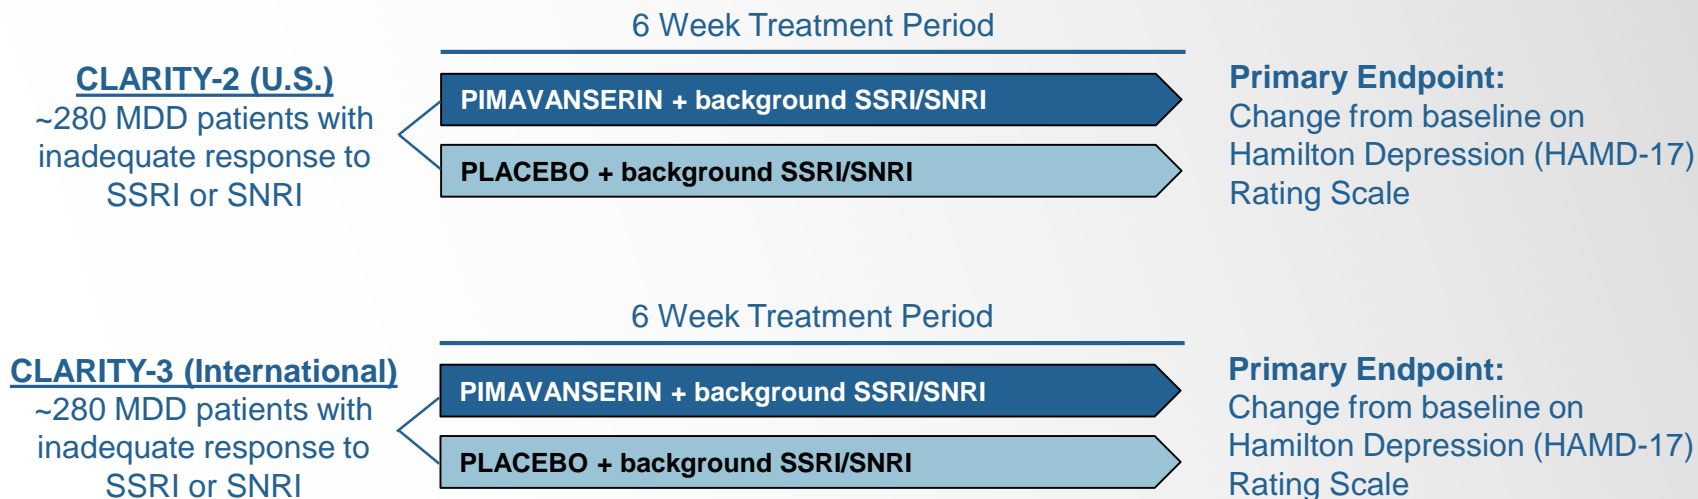 6 Week Treatment Period
CLARITY-2 (U.S.)
~280 MDD patients with
inadequate response to
SSRI or SNRI
PIMAVANSERIN + background SSRI/SNRI
PLACEBO + background SSRI/SNRI
Primary Endpoint:
Change from baseline on
Hamilton Depression (HAMD-17)
Rating Scale
6 Week Treatment Period
CLARITY-3 (International)
~280 MDD patients with
inadequate response to
SSRI or SNRI
PIMAVANSERIN + background SSRI/SNRI
PLACEBO + background SSRI/SNRI
Primary Endpoint:
Change from baseline on
Hamilton Depression (HAMD-17)
Rating Scale